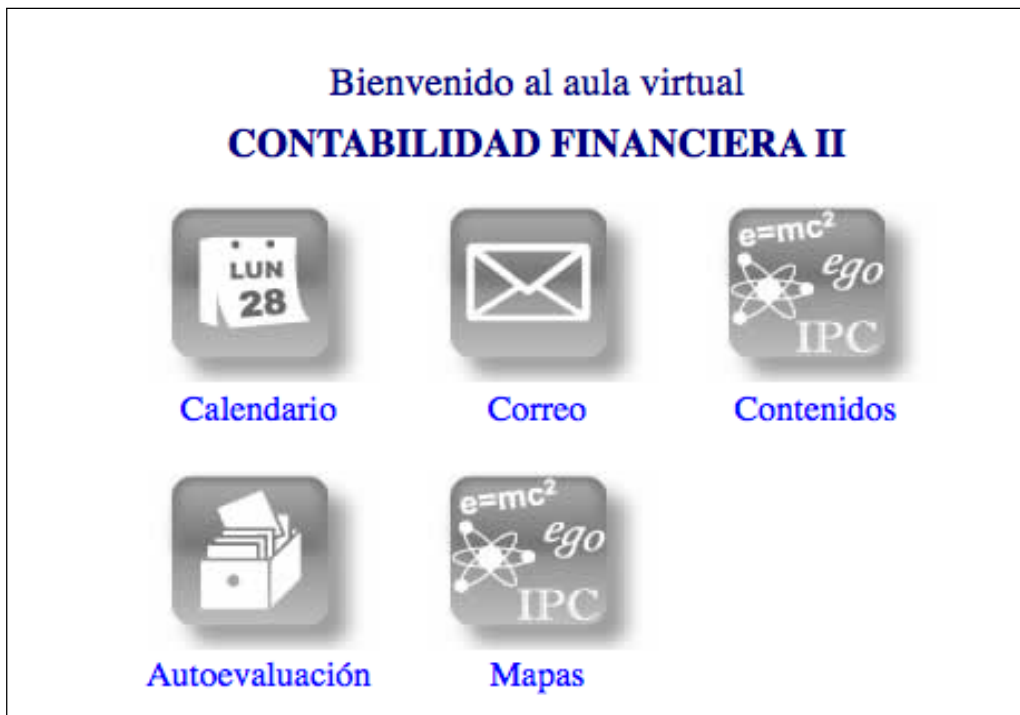 Bienvenido al aula virtual
CONTABILIDAD FINANCIERA II
LUN
28
e=mc²
ego
IPC
Calendario
Correo
Contenidos
e=mc²
ego
IPC
Autoevaluación
Mapas